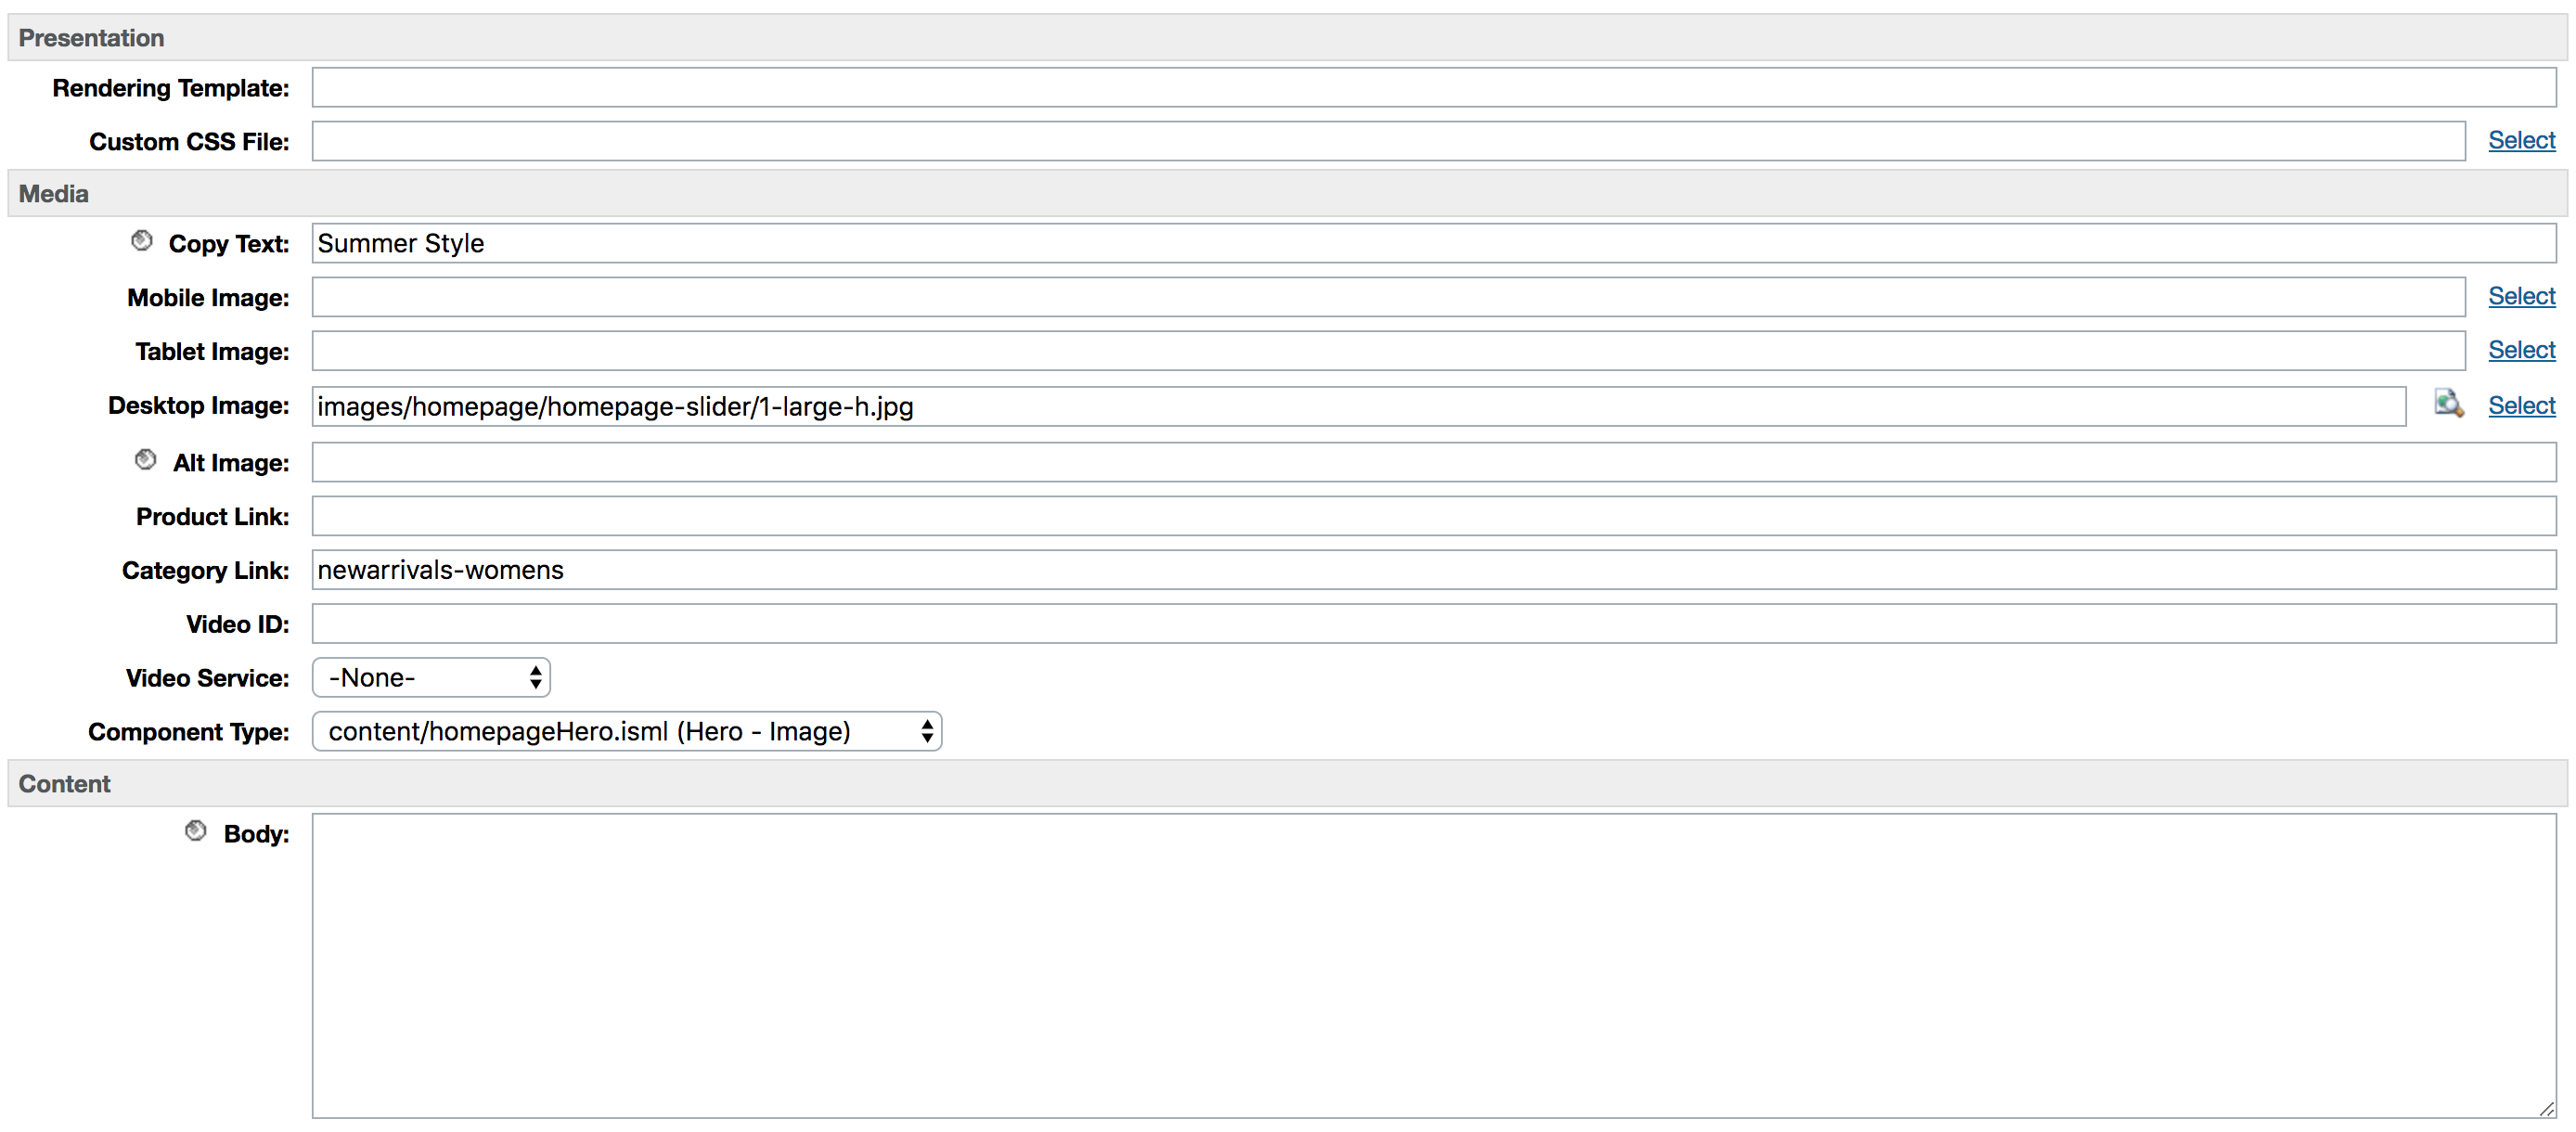 Presentation
Rendering Template:
Custom CSS File: Select
Media
Copy Text: Summer Style
Mobile Image: Select
Tablet Image: Select
Desktop Image: images/homepage/homepage-slider/1-large-h.jpg Select
Alt Image:
Product Link:
Category Link: newarrivals-womens
Video ID:
Video Service: -None-
Component Type: content/homepageHero.isml (Hero - Image)
Content
Body: